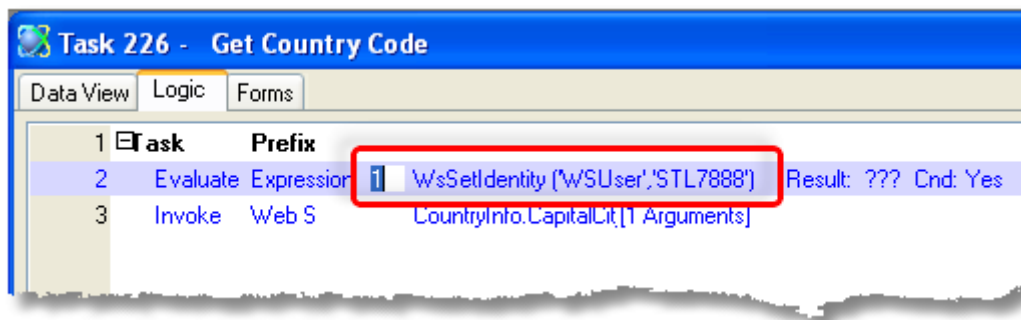 Task 226 - Get Country Code
Data View Logic Forms
1 Task Prefix
2 Evaluate Expression 1 WsSetIdentity ('WSUser','STL7888') Result: ??? Cnd: Yes
3 Invoke Web S CountryInfo.CapitalCit [1 Arguments]